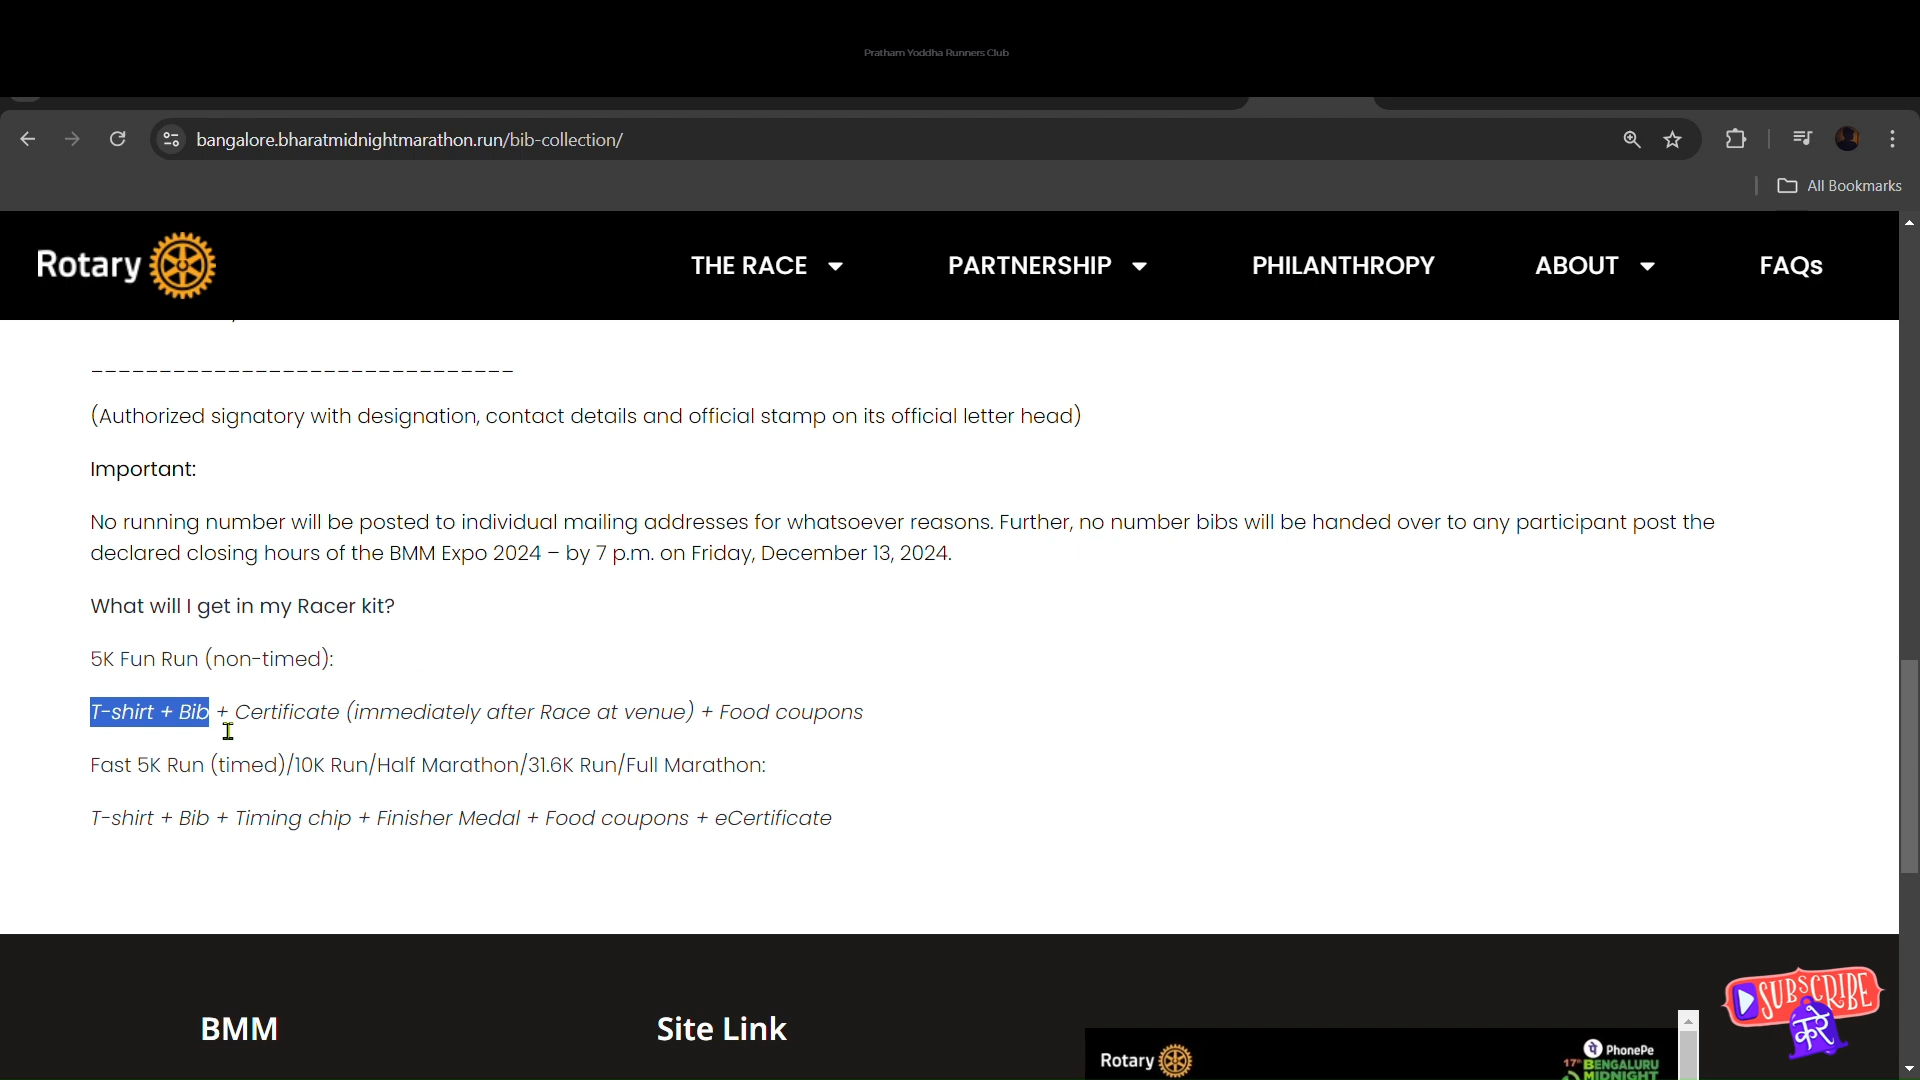 Pratham Yoddha Runners Club
bangalore.bharatmidnightmarathon.run/bib-collection/
All Bookmarks
Rotary
THE RACE
PARTNERSHIP
PHILANTHROPY
ABOUT
FAQs
_______________________________
(Authorized signatory with designation, contact details and official stamp on its official letter head)
Important:
No running number will be posted to individual mailing addresses for whatsoever reasons. Further, no number bibs will be handed over to any participant post the
declared closing hours of the BMM Expo 2024 – by 7 p.m. on Friday, December 13, 2024.
What will I get in my Racer kit?
5K Fun Run (non-timed):
T-shirt + Bib + Certificate (immediately after Race at venue) + Food coupons
Fast 5K Run (timed)/10K Run/Half Marathon/31.6K Run/Full Marathon:
T-shirt + Bib + Timing chip + Finisher Medal + Food coupons + eCertificate
SUBSCRIBE
करे
BMM
Site Link
Rotary
PhonePe
17th BENGALURU
MIDNIGHT